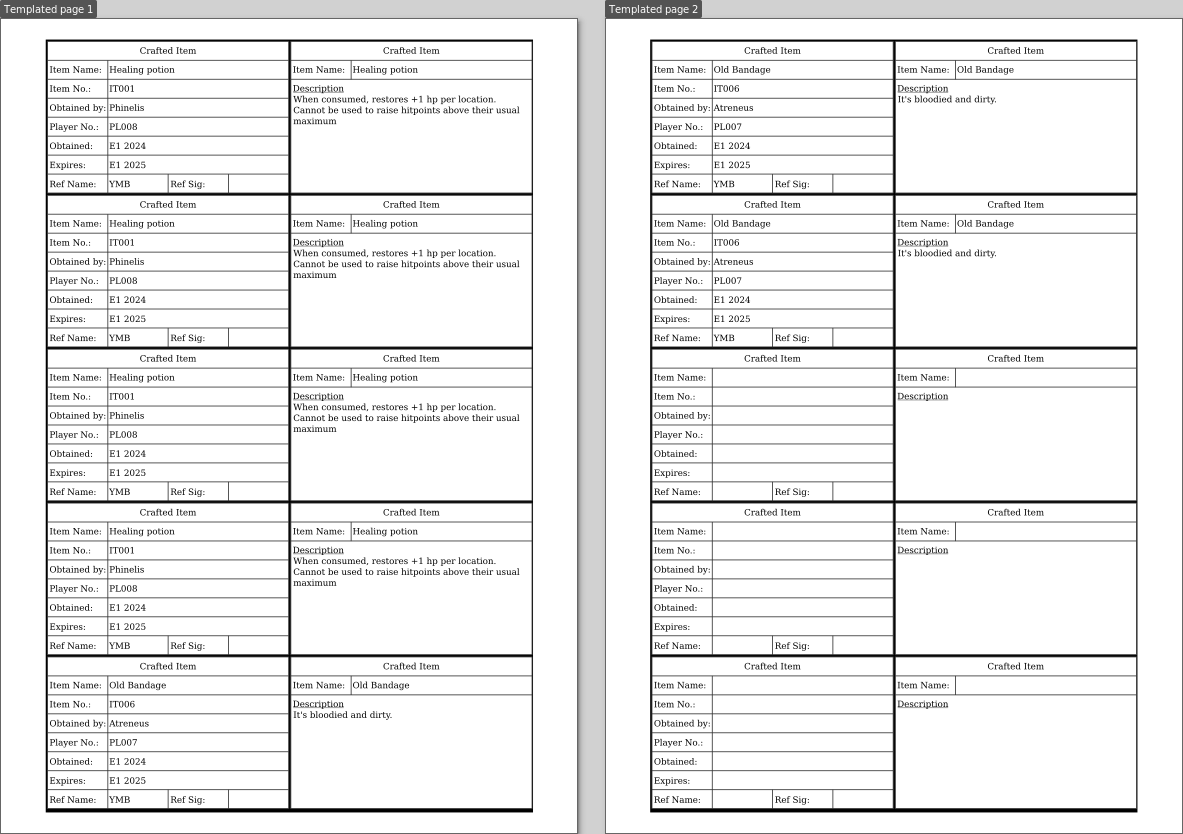 Templated page 1
Crafted Item
Item Name: Healing potion
Item No.: IT001
Obtained by: Phinelis
Player No.: PL008
Obtained: E1 2024
Expires: E1 2025
Ref Name: YMB Ref Sig:
Crafted Item
Item Name: Healing potion
Description
When consumed, restores +1 hp per location.
Cannot be used to raise hitpoints above their usual
maximum
Crafted Item
Item Name: Healing potion
Item No.: IT001
Obtained by: Phinelis
Player No.: PL008
Obtained: E1 2024
Expires: E1 2025
Ref Name: YMB Ref Sig:
Crafted Item
Item Name: Healing potion
Description
When consumed, restores +1 hp per location.
Cannot be used to raise hitpoints above their usual
maximum
Crafted Item
Item Name: Healing potion
Item No.: IT001
Obtained by: Phinelis
Player No.: PL008
Obtained: E1 2024
Expires: E1 2025
Ref Name: YMB Ref Sig:
Crafted Item
Item Name: Healing potion
Description
When consumed, restores +1 hp per location.
Cannot be used to raise hitpoints above their usual
maximum
Crafted Item
Item Name: Healing potion
Item No.: IT001
Obtained by: Phinelis
Player No.: PL008
Obtained: E1 2024
Expires: E1 2025
Ref Name: YMB Ref Sig:
Crafted Item
Item Name: Healing potion
Description
When consumed, restores +1 hp per location.
Cannot be used to raise hitpoints above their usual
maximum
Crafted Item
Item Name: Old Bandage
Item No.: IT006
Obtained by: Atreneus
Player No.: PL007
Obtained: E1 2024
Expires: E1 2025
Ref Name: YMB Ref Sig:
Crafted Item
Item Name: Old Bandage
Description
It's bloodied and dirty.
Templated page 2
Crafted Item
Item Name: Old Bandage
Item No.: IT006
Obtained by: Atreneus
Player No.: PL007
Obtained: E1 2024
Expires: E1 2025
Ref Name: YMB Ref Sig:
Crafted Item
Item Name: Old Bandage
Description
It's bloodied and dirty.
Crafted Item
Item Name: Old Bandage
Item No.: IT006
Obtained by: Atreneus
Player No.: PL007
Obtained: E1 2024
Expires: E1 2025
Ref Name: YMB Ref Sig:
Crafted Item
Item Name: Old Bandage
Description
It's bloodied and dirty.
Crafted Item
Item Name:
Item No.:
Obtained by:
Player No.:
Obtained:
Expires:
Ref Name: Ref Sig:
Crafted Item
Item Name:
Description
Crafted Item
Item Name:
Item No.:
Obtained by:
Player No.:
Obtained:
Expires:
Ref Name: Ref Sig:
Crafted Item
Item Name:
Description
Crafted Item
Item Name:
Item No.:
Obtained by:
Player No.:
Obtained:
Expires:
Ref Name: Ref Sig:
Crafted Item
Item Name:
Description